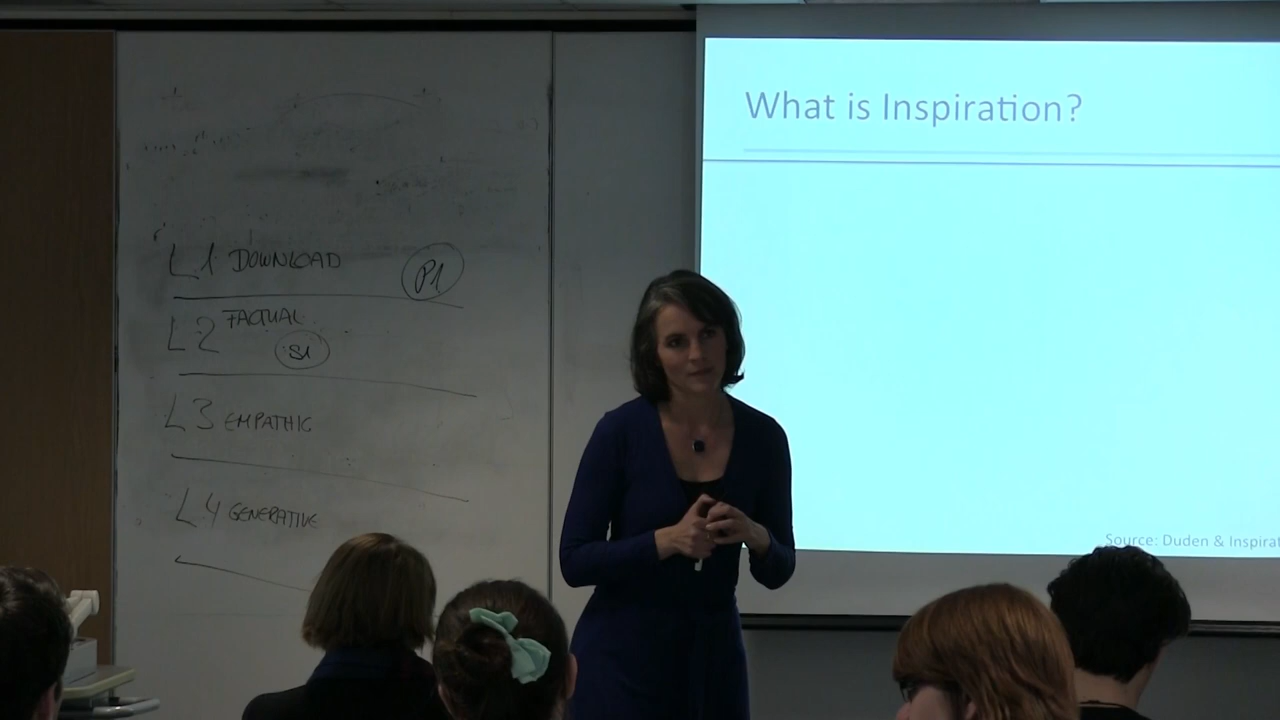 L1 DOWNLOAD P1
L2 FACTUAL
S1
L3 EMPATHIC
L4 GENERATIVE
What is Inspiration?
Source: Duden & Inspirat